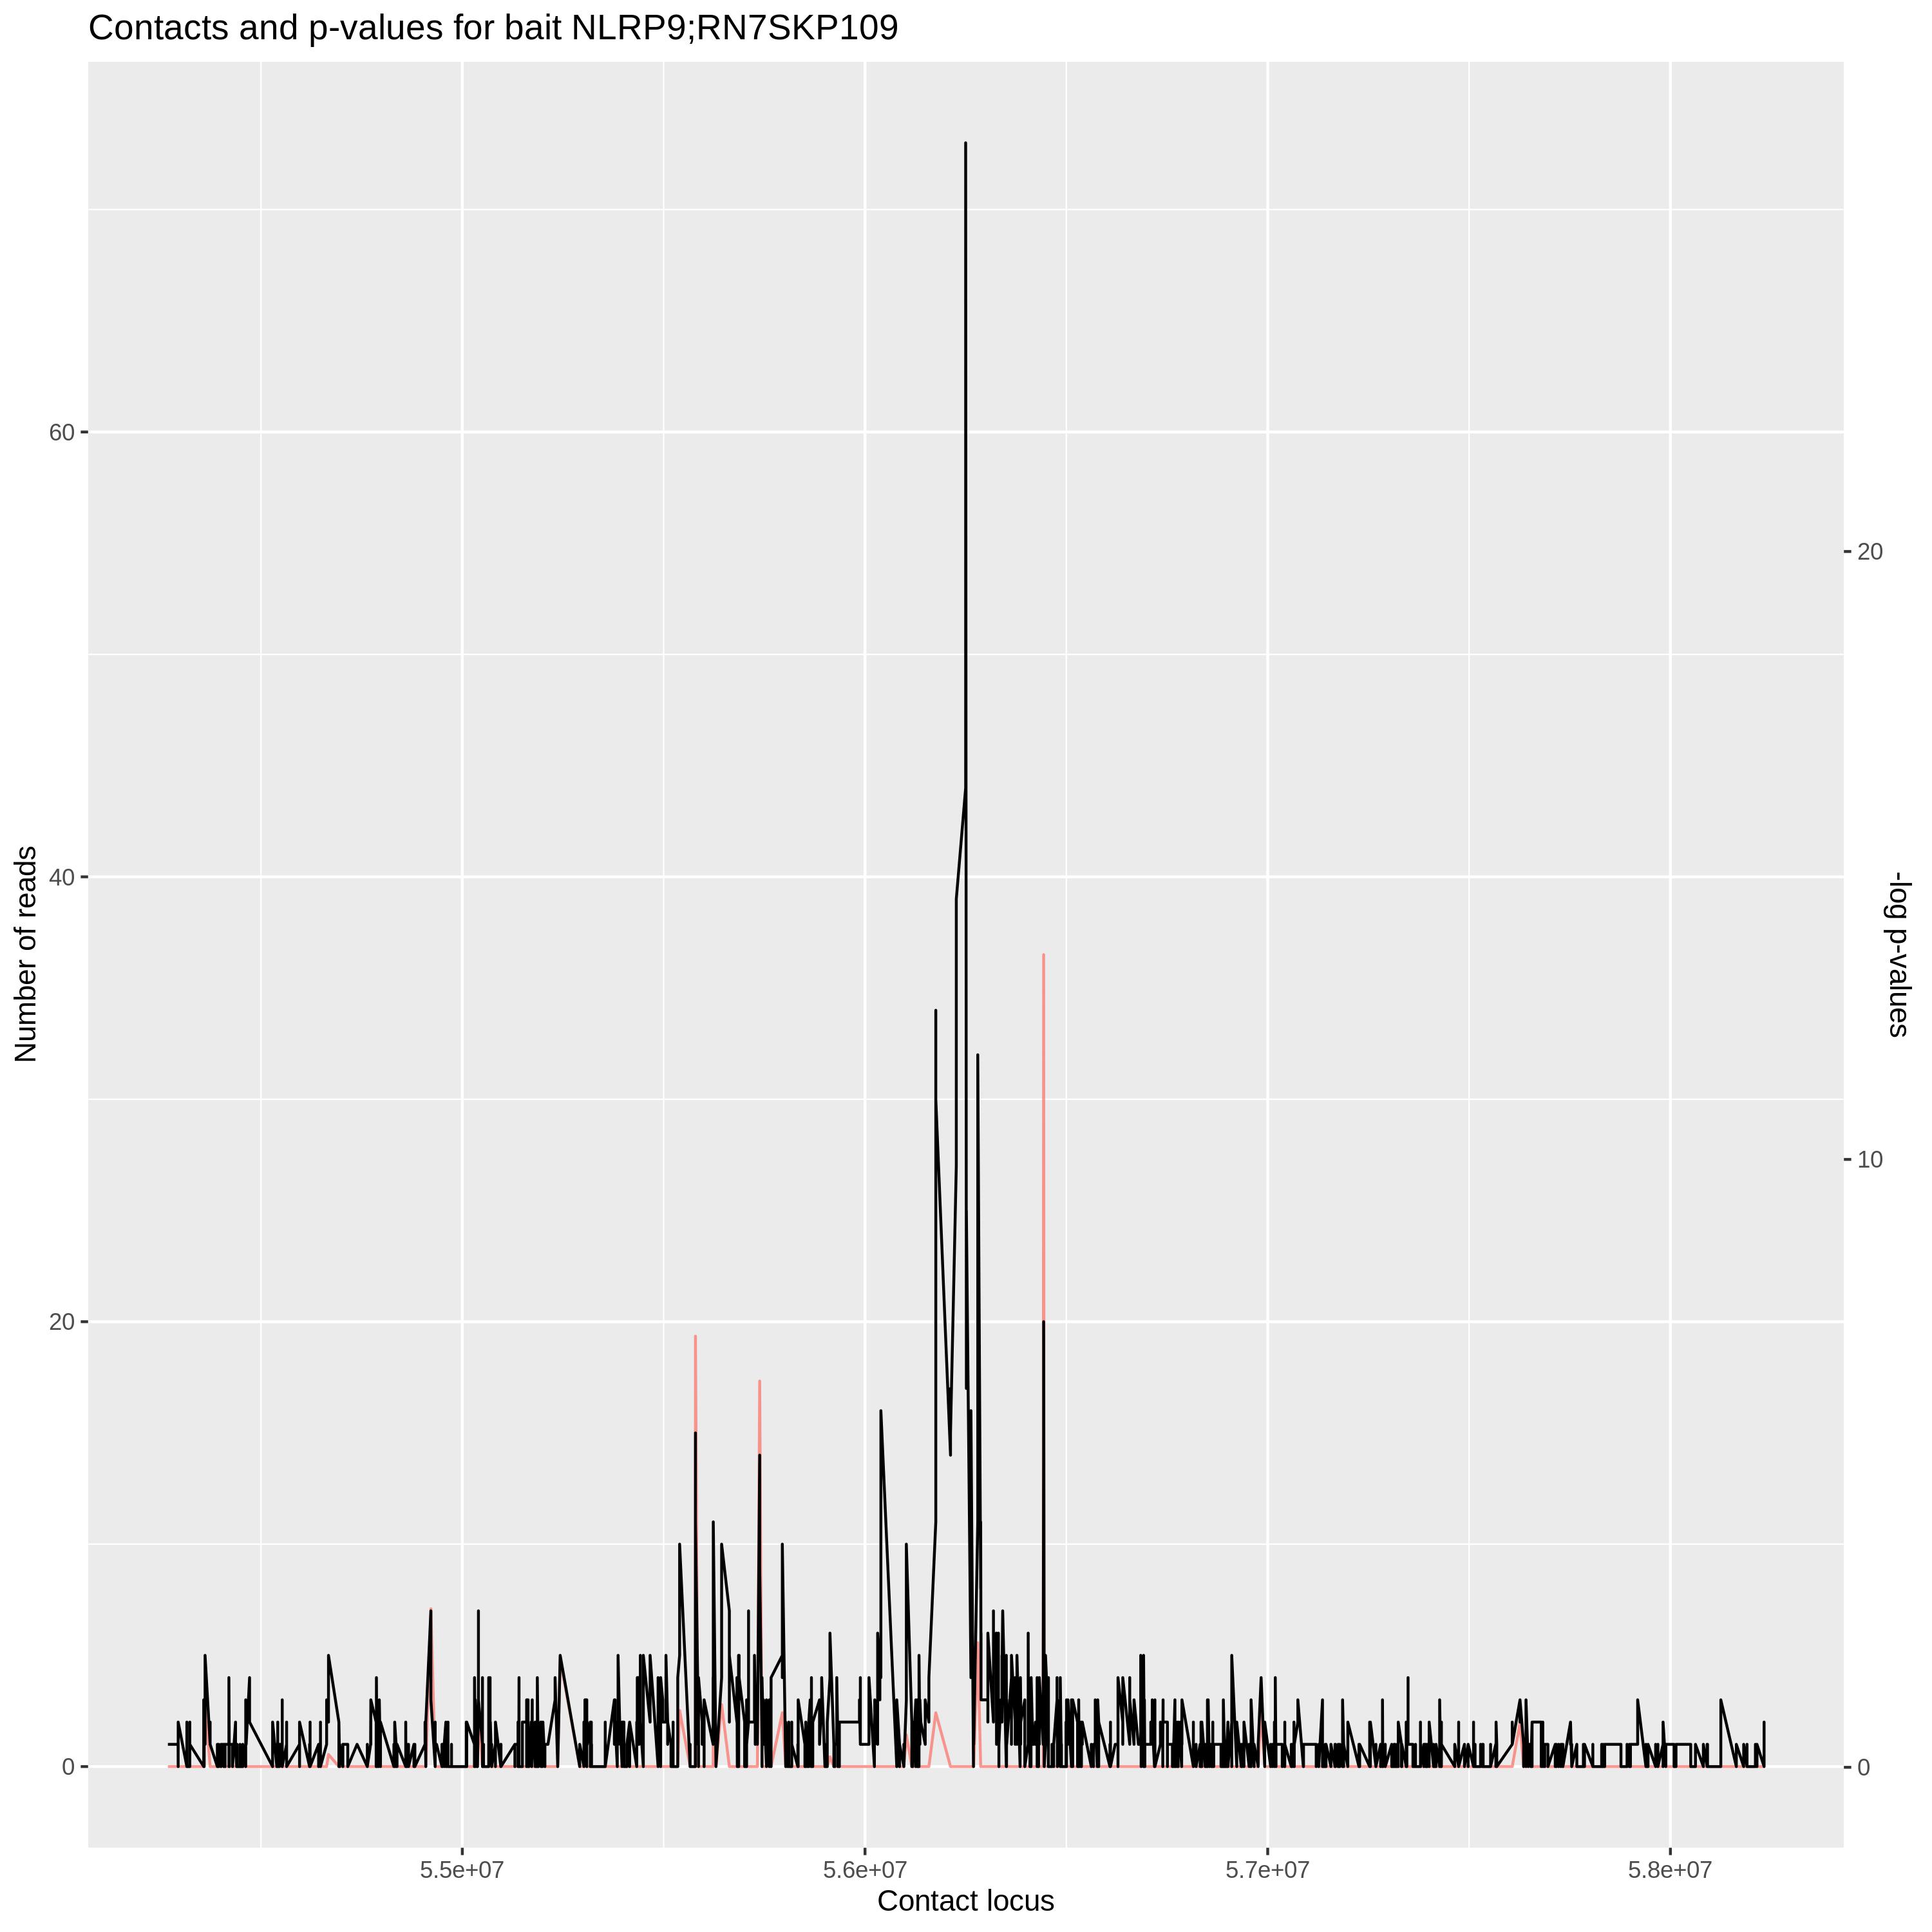 Contacts and p-values for bait NLRP9;RN7SKP109
Number of reads
60
40
20
0
20
10
0
-log p-values
5.5e+07
5.6e+07
5.7e+07
5.8e+07
Contact locus